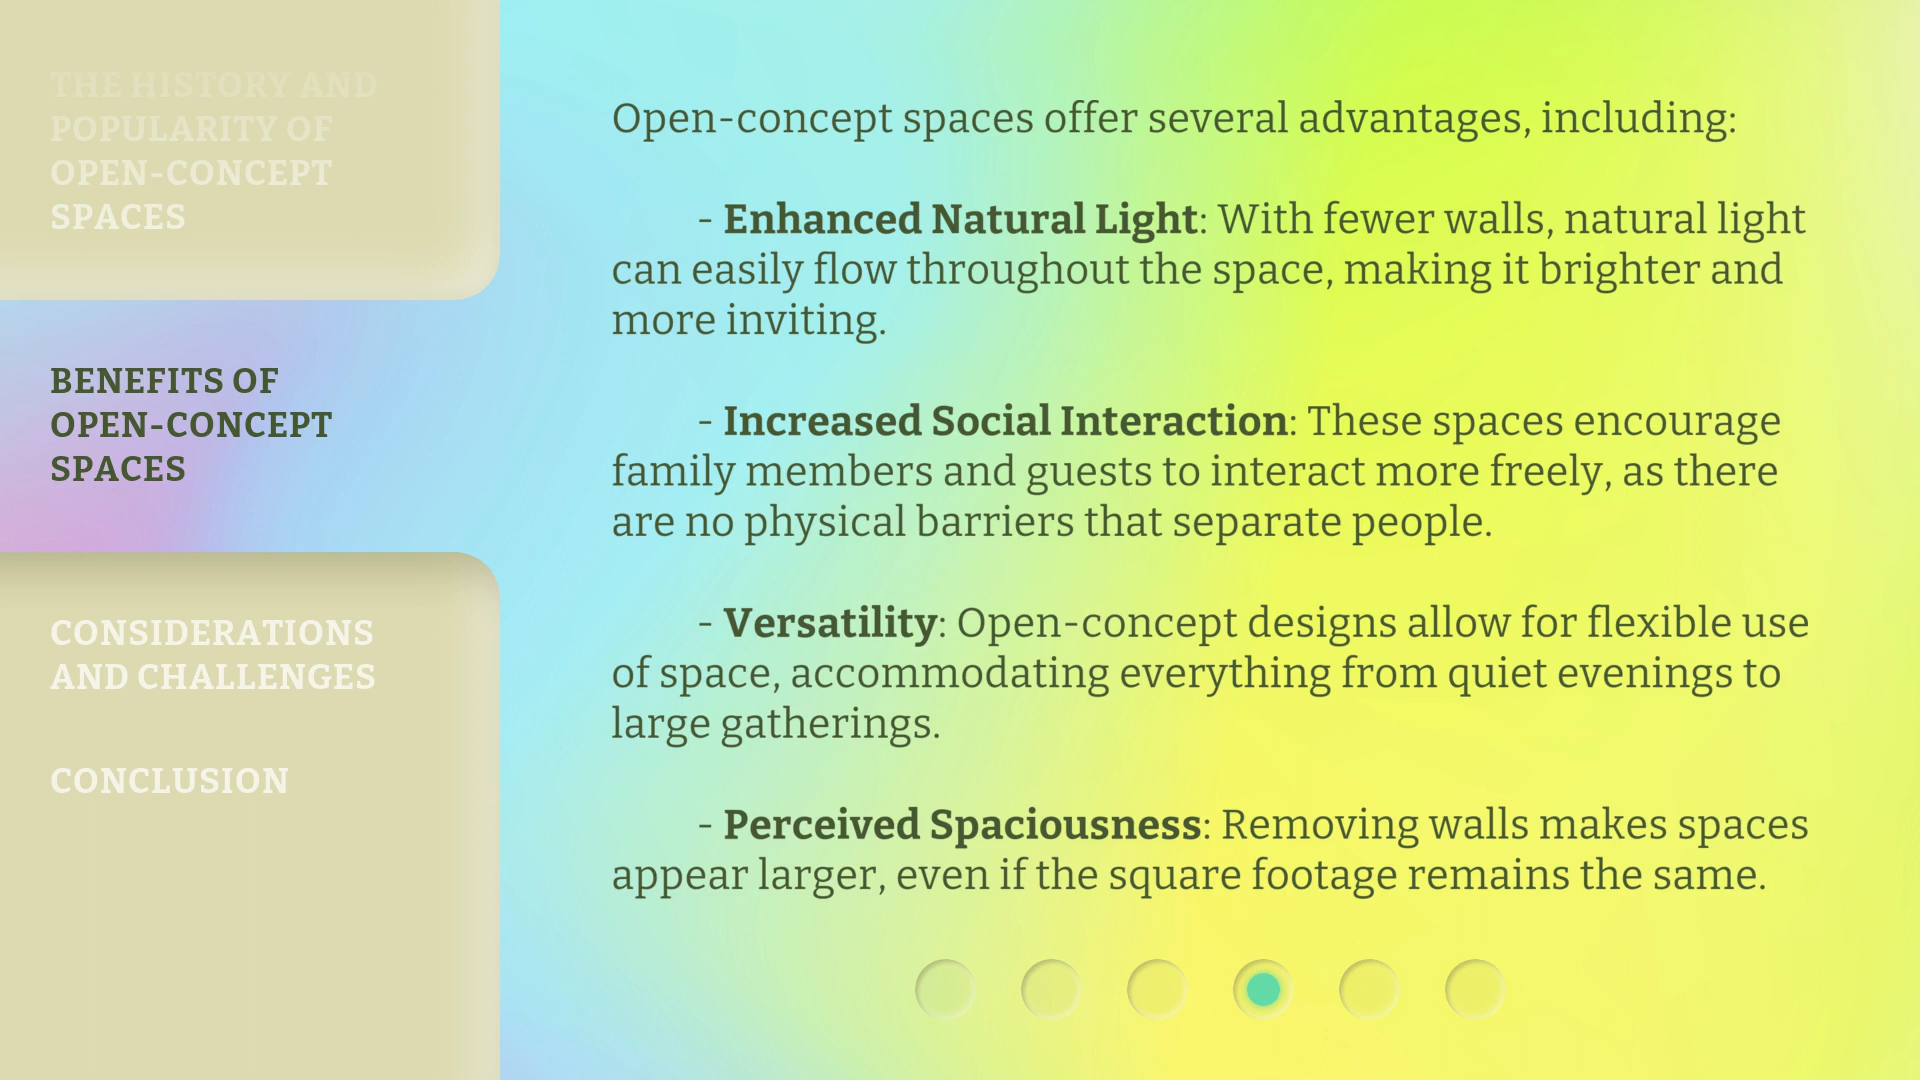 THE HISTORY AND
POPULARITY OF
OPEN-CONCEPT
SPACES
BENEFITS OF
OPEN-CONCEPT
SPACES
CONSIDERATIONS
AND CHALLENGES
CONCLUSION
Open-concept spaces offer several advantages, including:
- Enhanced Natural Light: With fewer walls, natural light
can easily flow throughout the space, making it brighter and
more inviting.
- Increased Social Interaction: These spaces encourage
family members and guests to interact more freely, as there
are no physical barriers that separate people.
- Versatility: Open-concept designs allow for flexible use
of space, accommodating everything from quiet evenings to
large gatherings.
- Perceived Spaciousness: Removing walls makes spaces
appear larger, even if the square footage remains the same.